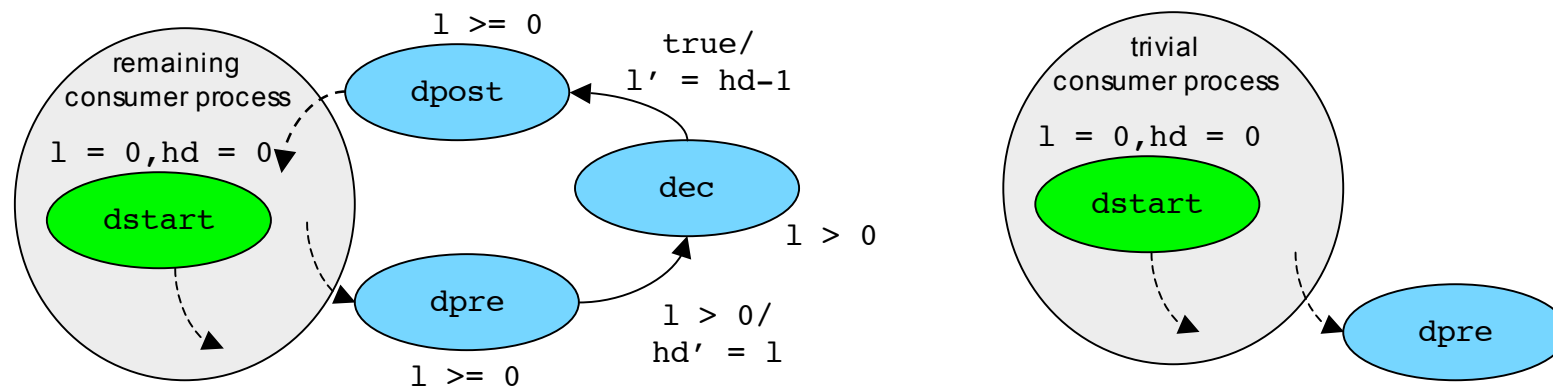 l >= 0
remaining
consumer process
l = 0,hd = 0
dstart
dpost
true/
l' = hd-1
dec
l > 0
dpre
l > 0/
hd' = l
l >= 0
trivial
consumer process
l = 0,hd = 0
dstart
dpre